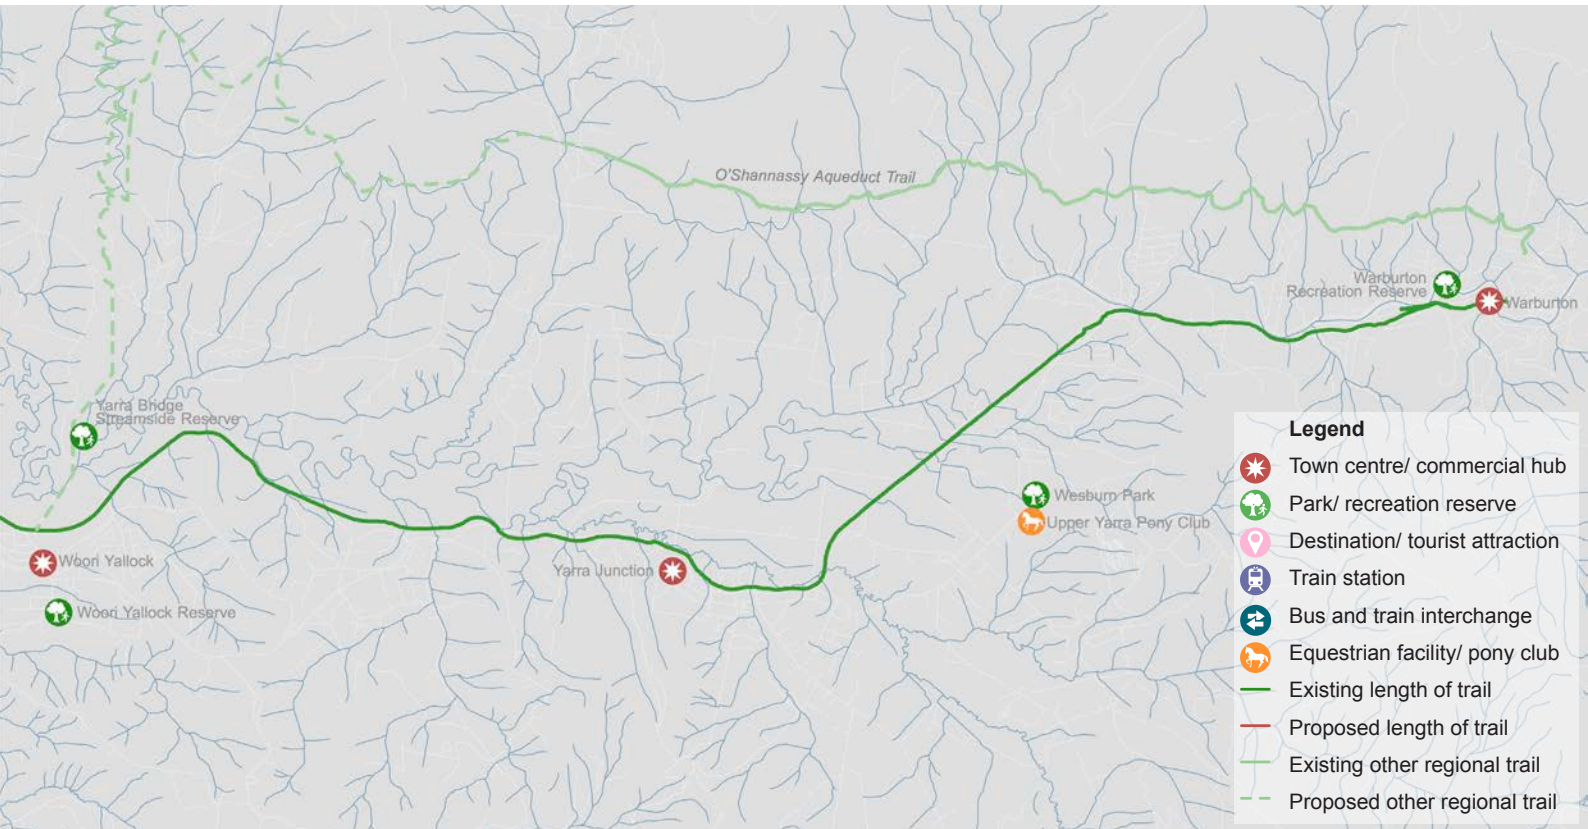 O'Shannassy Aqueduct Trail
Warburton
Recreation Reserve
Warburton
Yarra Bridge
Streamside Reserve
Wesburn Park
Upper Yarra Pony Club
Woori Yallock
Yarra Junction
Woori Yallock Reserve
Legend
Town centre/ commercial hub
Park/ recreation reserve
Destination/ tourist attraction
Train station
Bus and train interchange
Equestrian facility/ pony club
Existing length of trail
Proposed length of trail
Existing other regional trail
Proposed other regional trail